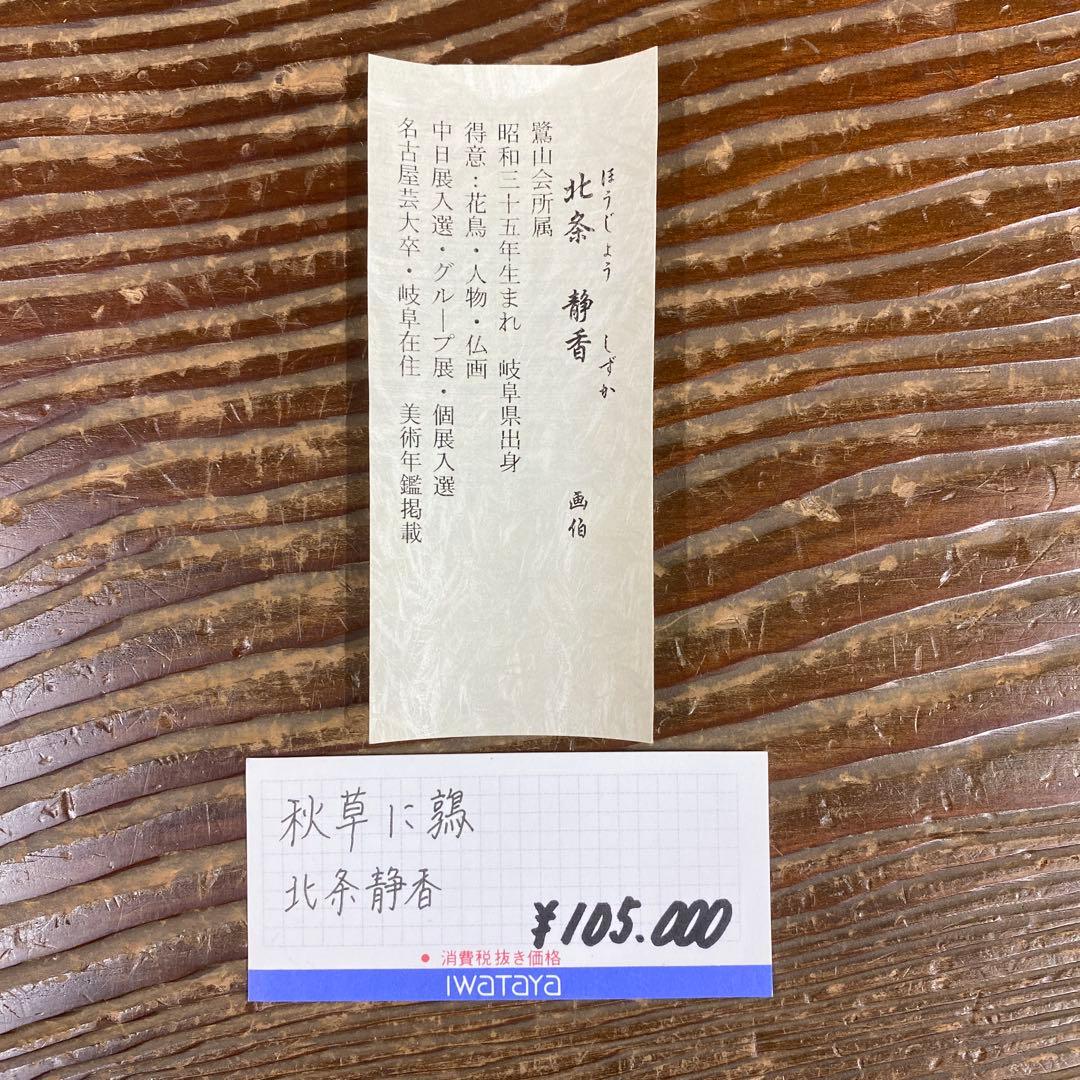 ほうじょう しずか
北条 静香 画伯
鷺山会所属
昭和三十五年生まれ 岐阜県出身
得意：花鳥・人物・仏画
中日展入選・グループ展・個展入選
名古屋芸大卒・岐阜在住 美術年鑑掲載
秋草に鶉
北条静香
¥105.000
● 消費税抜き価格
IWATAYA